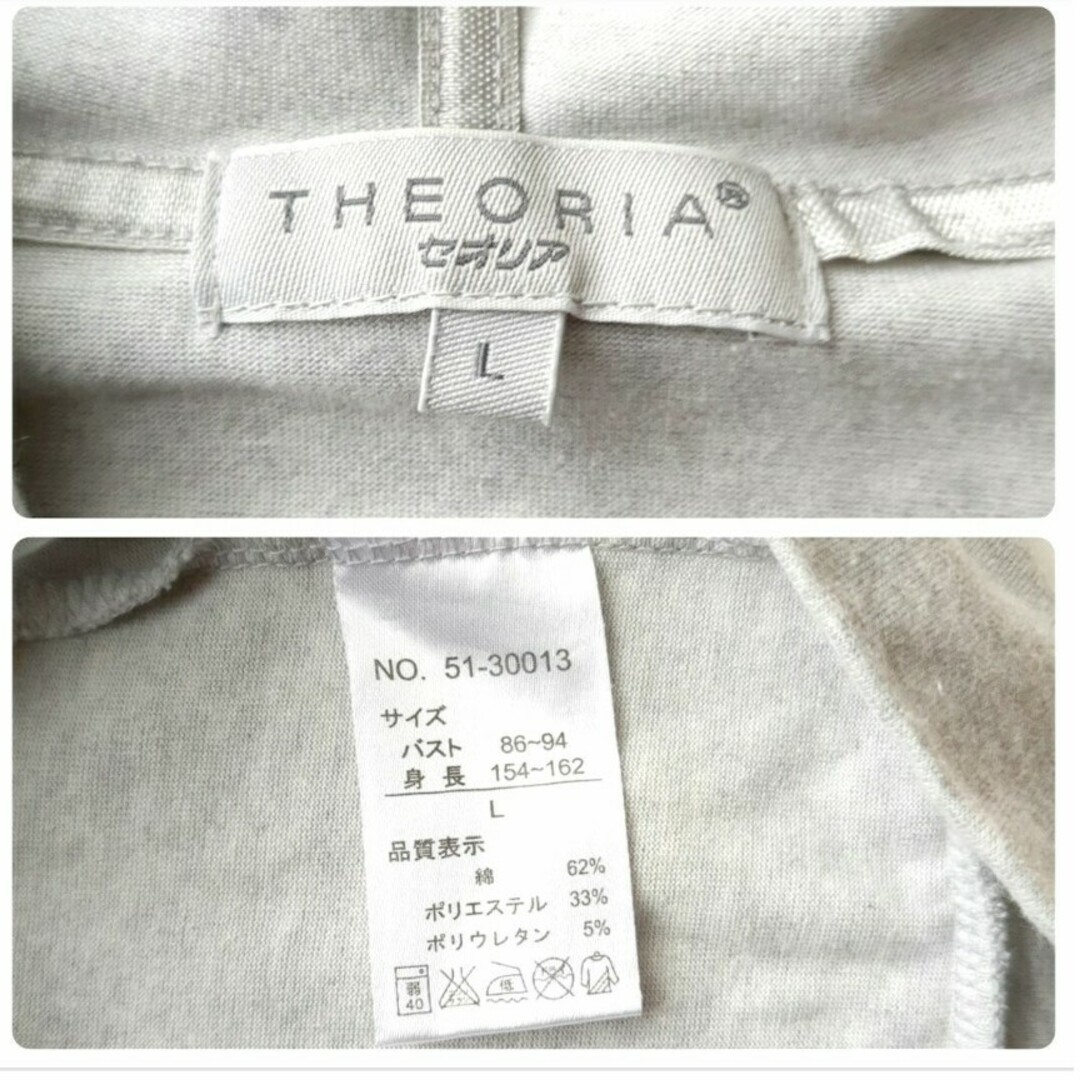 THEORIA®
セオリア
L
NO. 51-30013
サイズ
バスト 86~94
身長 154~162
L
品質表示
綿 62%
ポリエステル 33%
ポリウレタン 5%
弱 低
40